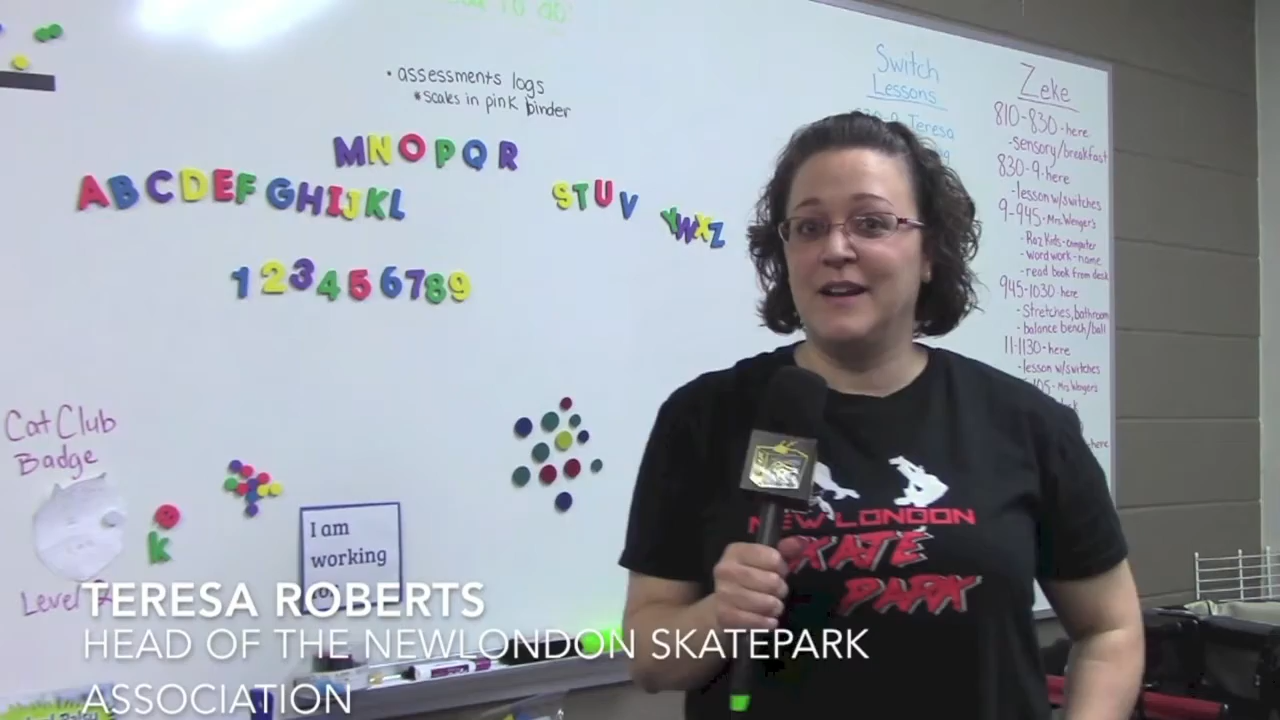 • assessments logs
*scales in pink binder
MNOPQR
ABCDEFGHIJKL
STUV
YWXZ
123456789
Switch
Lessons
Teresa
Zeke
810-830-here
-sensory/breakfast
830-9-here
-lesson w/switches
9-945-Mrs. Wenger's
-Raz Kids-computer
-word work-name
-read book from desk
945-1030-here
-Stretches, bathroom
-balance bench/ball
11-1130-here
-lesson w/switches
Mrs. Wenger's
here
Cat Club
Badge
k
Level
I am
working
NEW LONDON
SKATE
PARK
TERESA ROBERTS
HEAD OF THE NEWLONDON SKATEPARK
ASSOCIATION